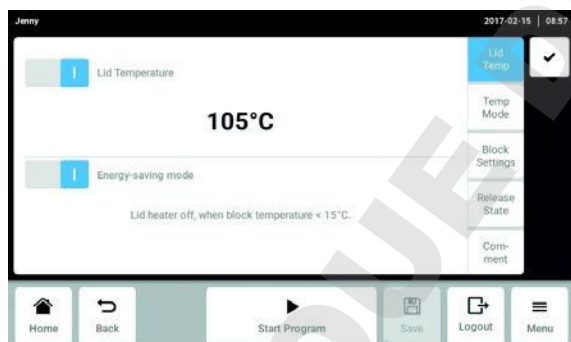 Jenny
2017-02-15 | 08:57
Lid Temperature
105°C
Energy-saving mode
Lid heater off, when block temperature < 15°C.
Lid
Temp
Temp
Mode
Block
Settings
Release
State
Com-
ment
Home
Back
Start Program
Save
Logout
Menu